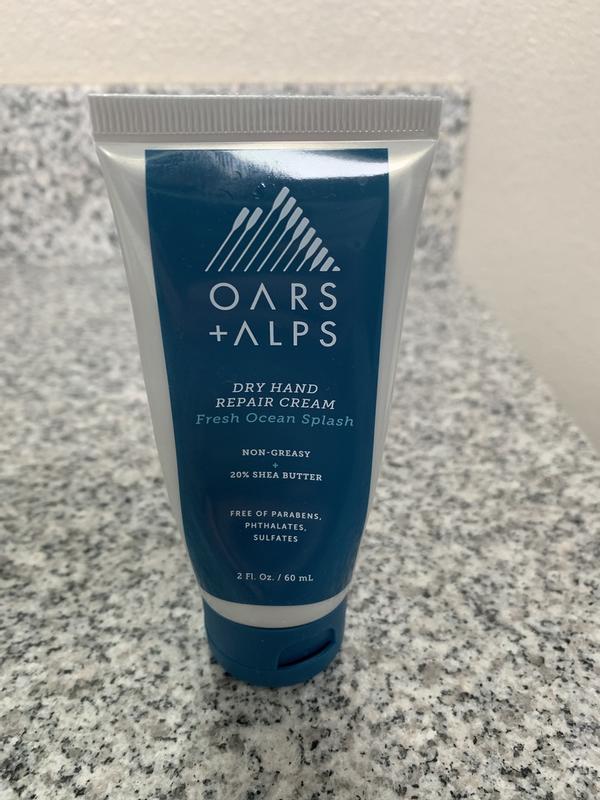 OARS
+ALPS
DRY HAND
REPAIR CREAM
Fresh Ocean Splash
NON-GREASY
+
20% SHEA BUTTER
FREE OF PARABENS,
PHTHALATES,
SULFATES
2 Fl. Oz. / 60 mL